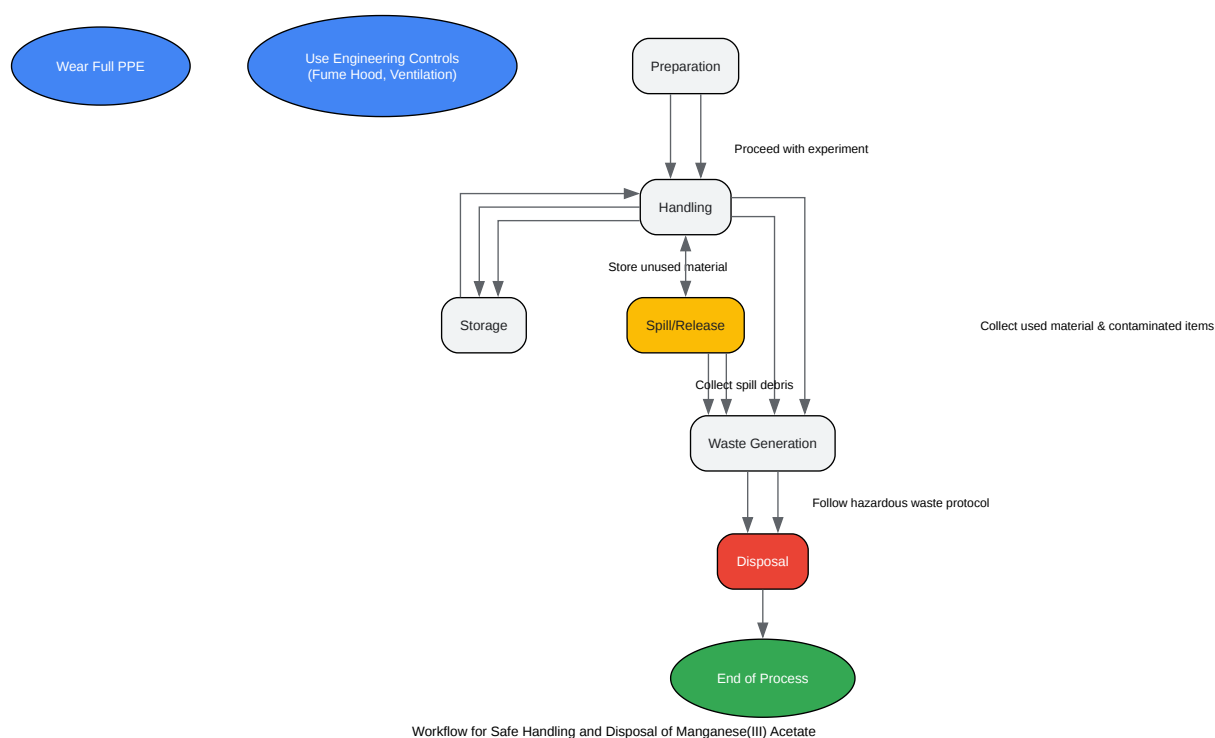 Wear Full PPE
Use Engineering Controls
(Fume Hood, Ventilation)
Preparation
Proceed with experiment
Handling
Store unused material
Storage
Spill/Release
Collect used material & contaminated items
Collect spill debris
Waste Generation
Follow hazardous waste protocol
Disposal
End of Process
Workflow for Safe Handling and Disposal of Manganese(III) Acetate